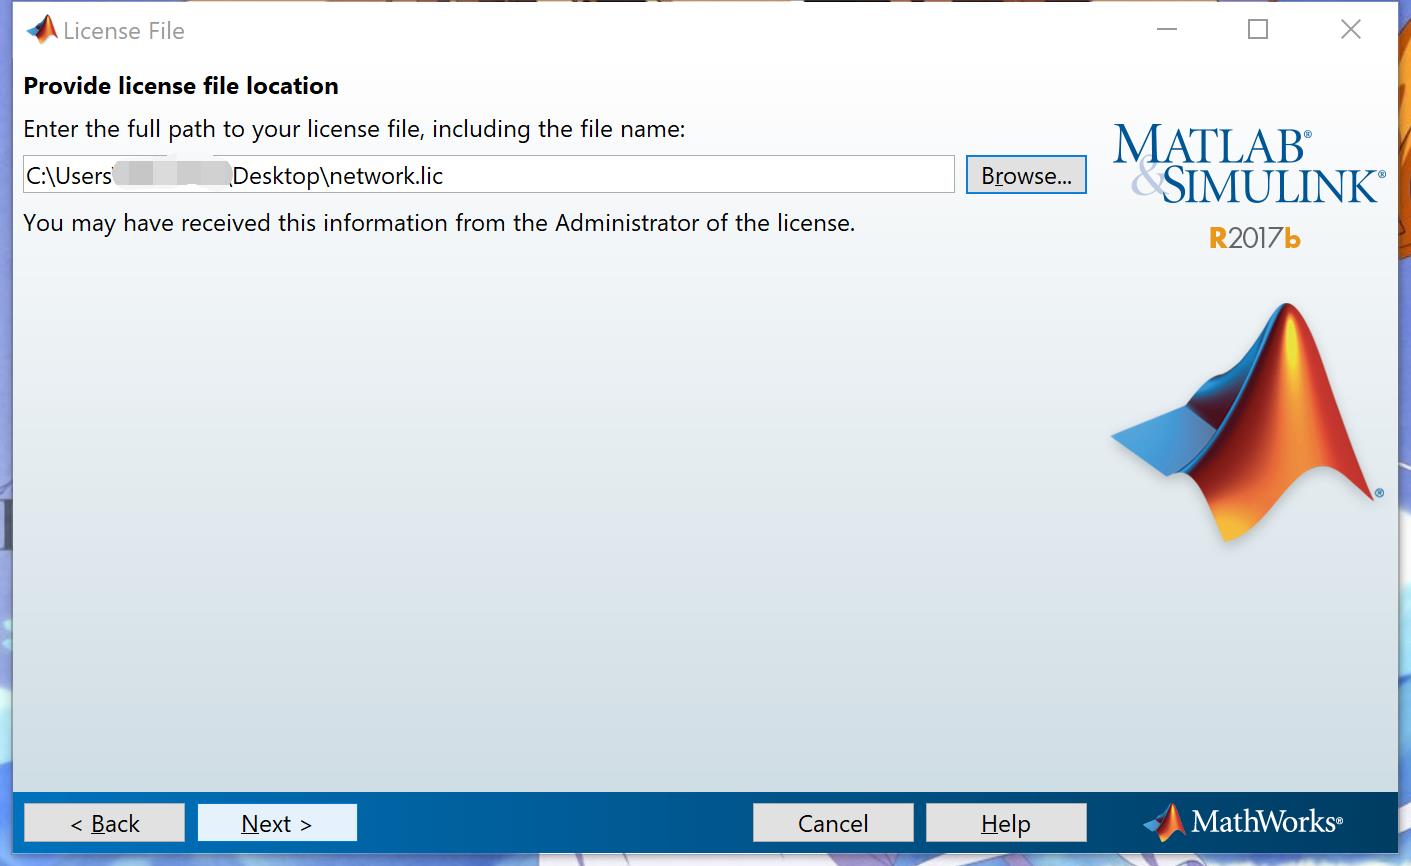 License File
Provide license file location
Enter the full path to your license file, including the file name:
C:\Users \Desktop\network.lic
Browse...
You may have received this information from the Administrator of the license.
MATLAB®
&SIMULINK®
R2017b
®
< Back
Next >
Cancel
Help
MathWorks®